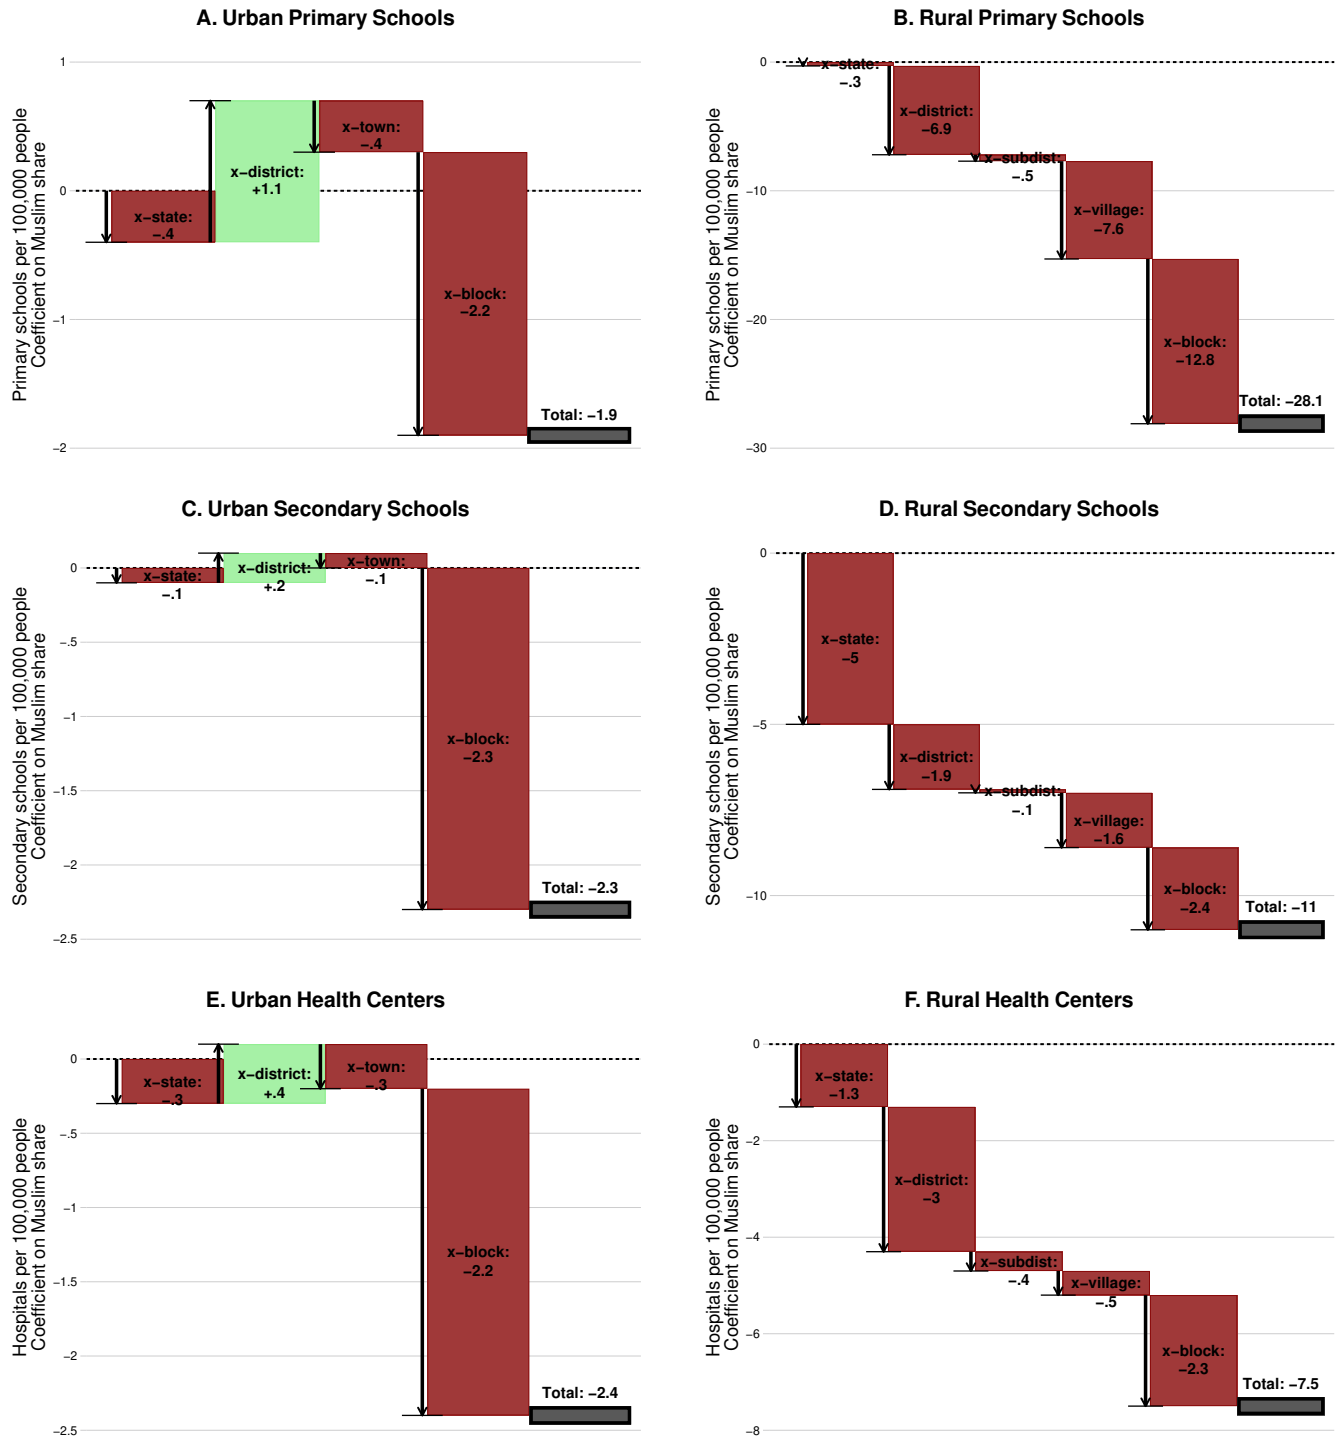 A. Urban Primary Schools
Primary schools per 100,000 people
Coefficient on Muslim share
1
0
−1
−2
x−state:
−.4
x−district:
+1.1
x−town:
−.4
x−block:
−2.2
Total: −1.9
B. Rural Primary Schools
Primary schools per 100,000 people
Coefficient on Muslim share
0
−10
−20
−30
x−state:
−.3
x−district:
−6.9
x−subdist:
−.5
x−village:
−7.6
x−block:
−12.8
Total: −28.1
C. Urban Secondary Schools
Secondary schools per 100,000 people
Coefficient on Muslim share
0
−.5
−1
−1.5
−2
−2.5
x−state:
−.1
x−district:
+.2
x−town:
−.1
x−block:
−2.3
Total: −2.3
D. Rural Secondary Schools
Secondary schools per 100,000 people
Coefficient on Muslim share
0
−5
−10
x−state:
−5
x−district:
−1.9
x−subdist:
−.1
x−village:
−1.6
x−block:
−2.4
Total: −11
E. Urban Health Centers
Hospitals per 100,000 people
Coefficient on Muslim share
0
−.5
−1
−1.5
−2
−2.5
x−state:
−.3
x−district:
+.4
x−town:
−.3
x−block:
−2.2
Total: −2.4
F. Rural Health Centers
Hospitals per 100,000 people
Coefficient on Muslim share
0
−2
−4
−6
−8
x−state:
−1.3
x−district:
−3
x−subdist:
−.4
x−village:
−.5
x−block:
−2.3
Total: −7.5